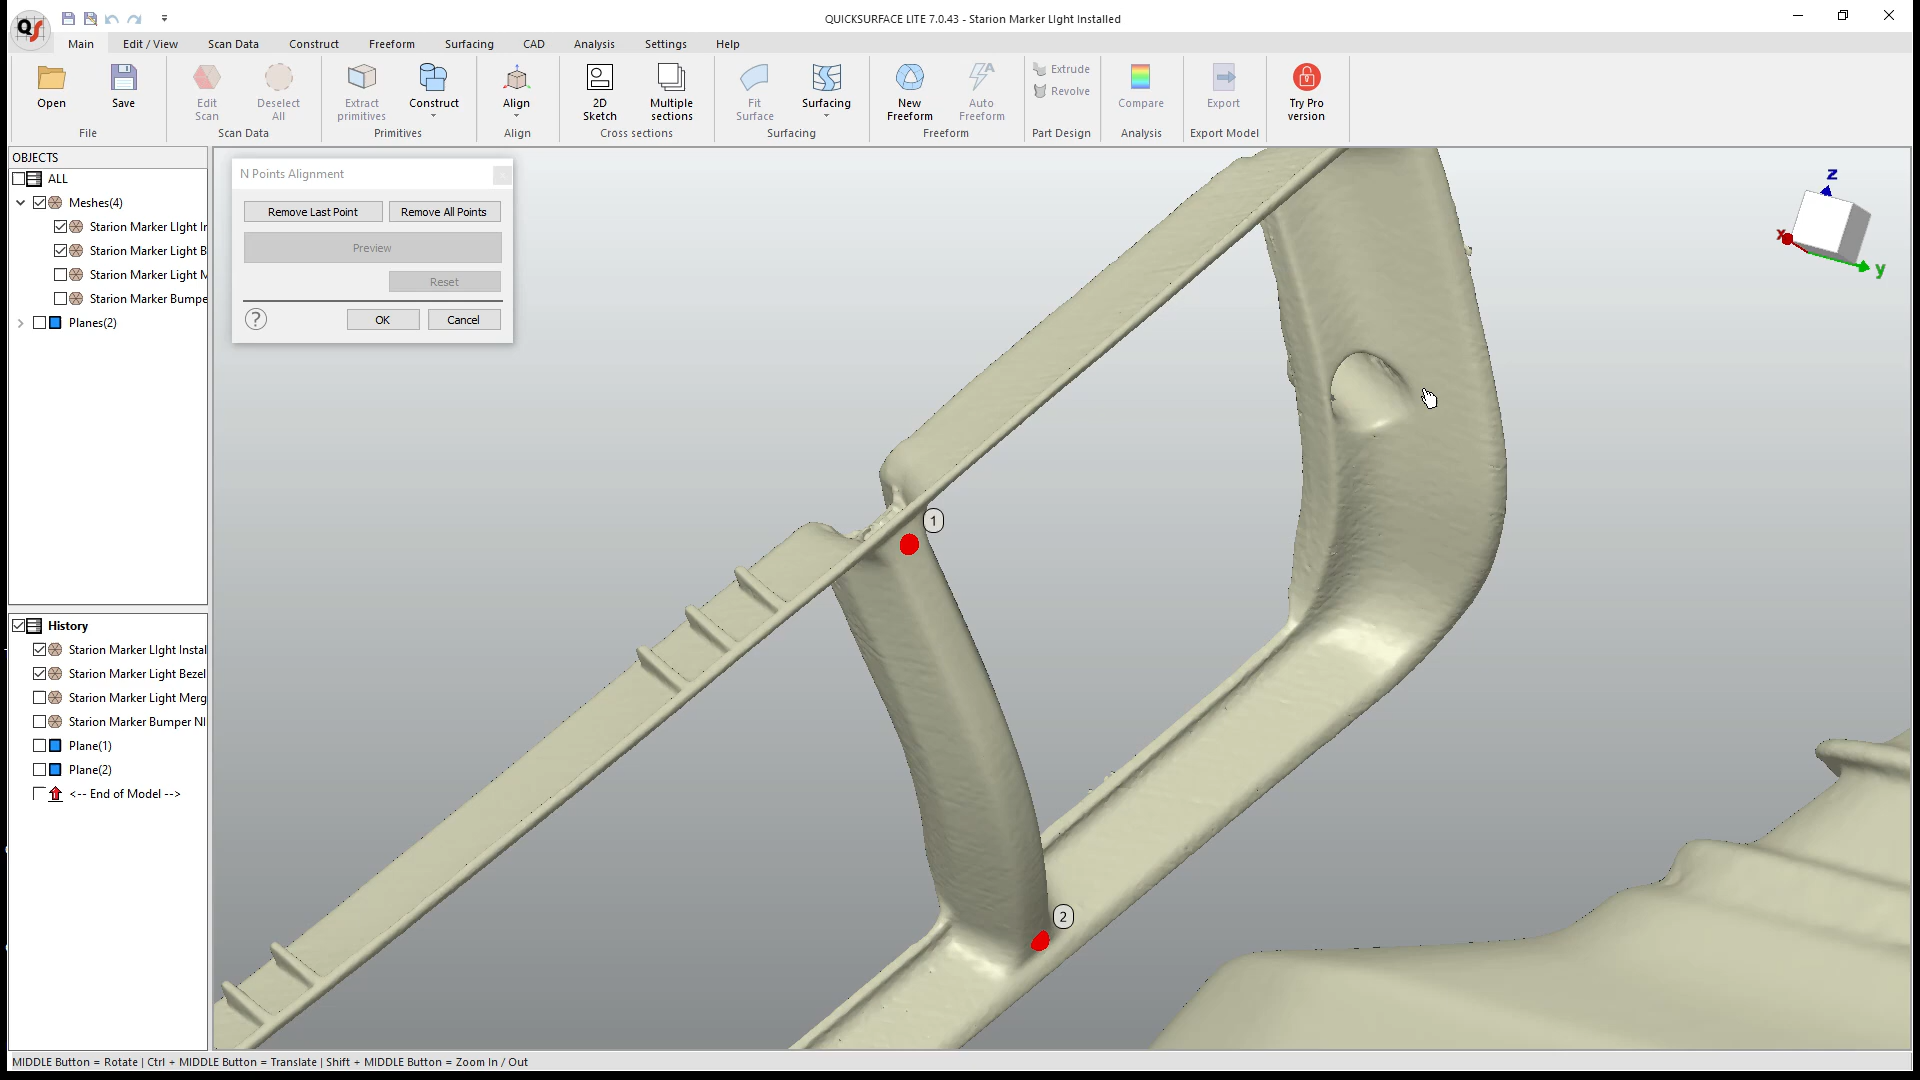 QUICKSURFACE LITE 7.0.43 - Starion Marker LIght Installed
QS
Main Edit / View Scan Data Construct Freeform Surfacing CAD Analysis Settings Help
Open
Save
File
Edit Scan
Deselect All
Scan Data
Extract primitives
Construct
Primitives
Align
Align
2D Sketch
Multiple sections
Cross sections
Fit Surface
Surfacing
Surfacing
New Freeform
Auto Freeform
Freeform
Extrude
Revolve
Part Design
Compare
Analysis
Export
Export Model
Try Pro version
OBJECTS
ALL
Meshes(4)
Starion Marker LIght Ir
Starion Marker Light B
Starion Marker Light M
Starion Marker Bumpe
Planes(2)
History
Starion Marker LIght Instal
Starion Marker Light Bezel
Starion Marker Light Merg
Starion Marker Bumper NI
Plane(1)
Plane(2)
<-- End of Model -->
N Points Alignment
Remove Last Point Remove All Points
Preview
Reset
? OK Cancel
z
x
y
1
2
MIDDLE Button = Rotate | Ctrl + MIDDLE Button = Translate | Shift + MIDDLE Button = Zoom In / Out